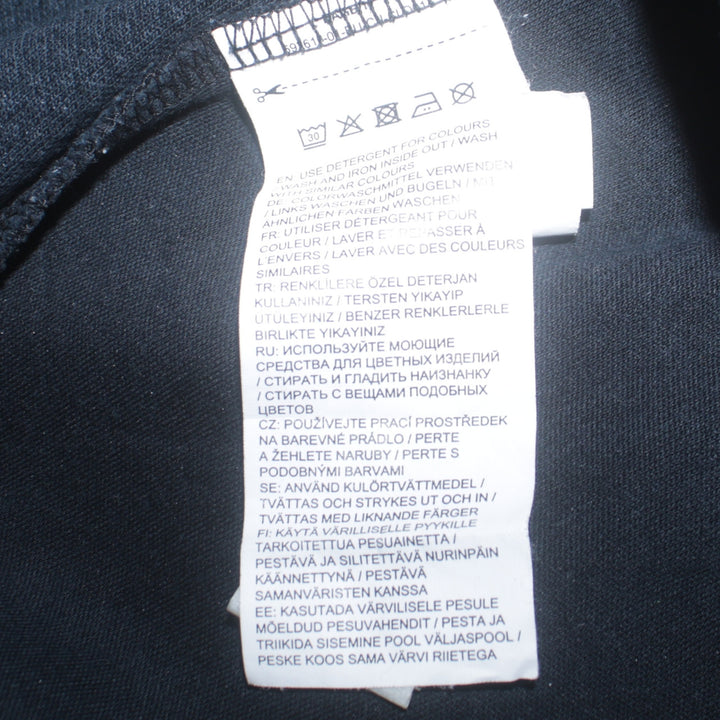 30
EN: USE DETERGENT FOR COLOURS
/ WASH AND IRON INSIDE OUT / WASH
WITH SIMILAR COLOURS
DE: COLORWASCHMITTEL VERWENDEN
/ LINKS WASCHEN UND BÜGELN / MIT
ÄHNLICHEN FARBEN WASCHEN
FR: UTILISER DÉTERGEANT POUR
COULEUR / LAVER ET REPASSER À
L'ENVERS / LAVER AVEC DES COULEURS
SIMILAIRES
TR: RENKLİLERE ÖZEL DETERJAN
KULLANINIZ / TERSTEN YIKAYIP
UTULEYINIZ / BENZER RENKLERLERLE
BIRLIKTE YIKAYINIZ
RU: ИСПОЛЬЗУЙТЕ МОЮЩИЕ
СРЕДСТВА ДЛЯ ЦВЕТНЫХ ИЗДЕЛИЙ
/ СТИРАТЬ И ГЛАДИТЬ НАИЗНАНКУ
/ СТИРАТЬ С ВЕЩАМИ ПОДОБНЫХ
ЦВЕТОВ
CZ: POUŽÍVEJTE PRACÍ PROSTŘEDEK
NA BAREVNÉ PRÁDLO / PERTE
A ŽEHLETE NARUBY / PERTE S
PODOBNÝMI BARVAMI
SE: ANVÄND KULÖRTVÄTTMEDEL /
TVÄTTAS OCH STRYKES UT OCH IN /
TVÄTTAS MED LIKNANDE FÄRGER
FI: KÄYTÄ VÄRILLISELLE PYYKILLE
TARKOITETTUA PESUAINETTA /
PESTÄVÄ JA SILITETTÄVÄ NURINPÄIN
KÄÄNNETTYNÄ / PESTÄVÄ
SAMANVÄRISTEN KANSSA
EE: KASUTADA VÄRVILISELE PESULE
MÕELDUD PESUVAHENDIT / PESTA JA
TRIIKIDA SISEMINE POOL VÄLJASPOOL /
PESKE KOOS SAMA VÄRVI RIIETEGA